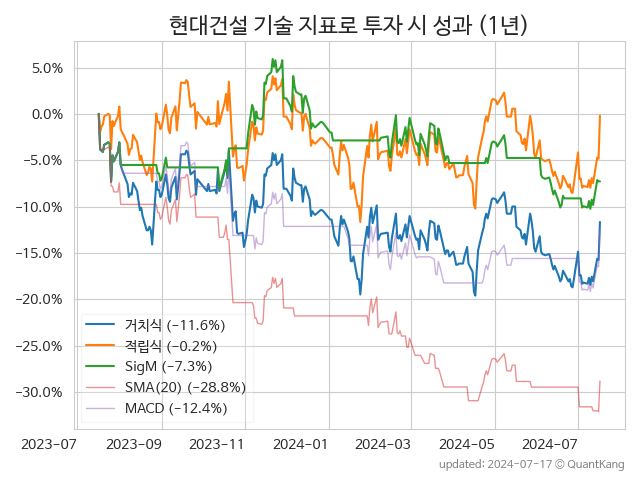 현대건설 기술 지표로 투자 시 성과 (1년)
5.0%
0.0%
−5.0%
−10.0%
−15.0%
−20.0%
−25.0%
−30.0%
거치식 (−11.6%)
적립식 (−0.2%)
SigM (−7.3%)
SMA(20) (−28.8%)
MACD (−12.4%)
2023-07 2023-09 2023-11 2024-01 2024-03 2024-05 2024-07
updated: 2024-07-17 © QuantKang